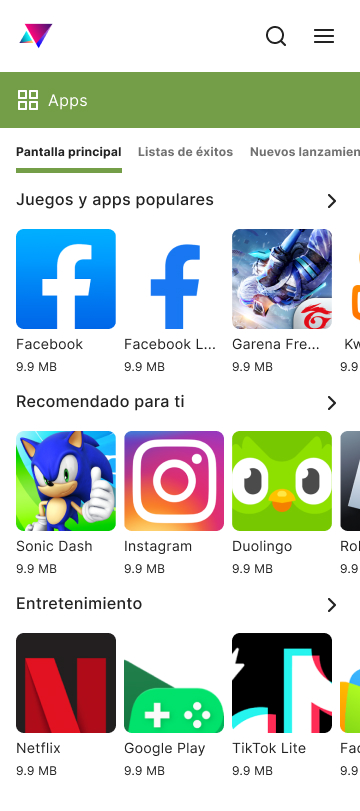 Apps
Pantalla principal Listas de éxitos Nuevos lanzamien
Juegos y apps populares
Facebook Facebook L... Garena Fre... Kw
9.9 MB 9.9 MB 9.9 MB 9.9
Recomendado para ti
Sonic Dash Instagram Duolingo Rol
9.9 MB 9.9 MB 9.9 MB 9.9
Entretenimiento
Netflix Google Play TikTok Lite Fac
9.9 MB 9.9 MB 9.9 MB 9.9